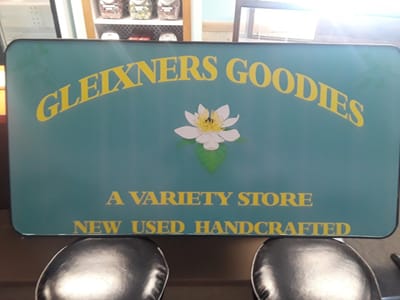 GLEIXNERS GOODIES
A VARIETY STORE
NEW USED HANDCRAFTED